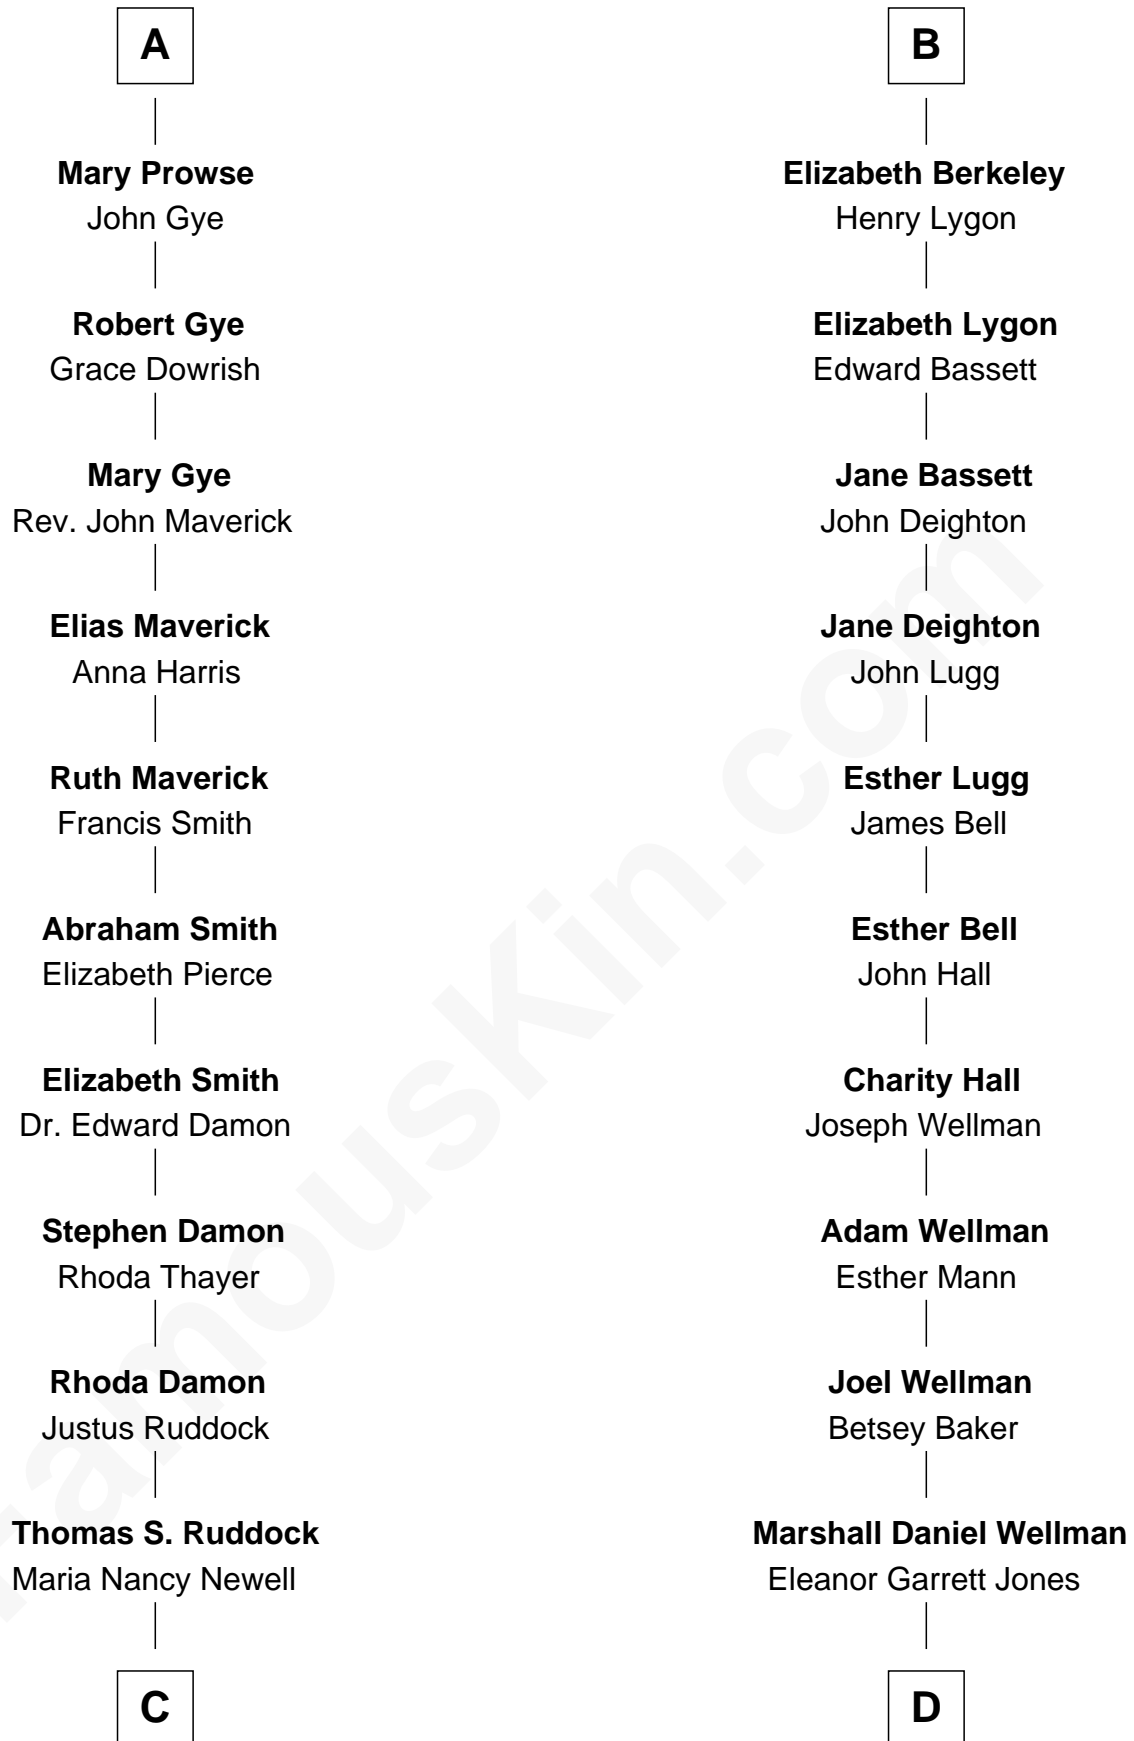 A
Mary Prowse
John Gye
Robert Gye
Grace Dowrish
Mary Gye
Rev. John Maverick
Elias Maverick
Anna Harris
Ruth Maverick
Francis Smith
Abraham Smith
Elizabeth Pierce
Elizabeth Smith
Dr. Edward Damon
Stephen Damon
Rhoda Thayer
Rhoda Damon
Justus Ruddock
Thomas S. Ruddock
Maria Nancy Newell
C
B
Elizabeth Berkeley
Henry Lygon
Elizabeth Lygon
Edward Bassett
Jane Bassett
John Deighton
Jane Deighton
John Lugg
Esther Lugg
James Bell
Esther Bell
John Hall
Charity Hall
Joseph Wellman
Adam Wellman
Esther Mann
Joel Wellman
Betsey Baker
Marshall Daniel Wellman
Eleanor Garrett Jones
D
FamousKin.com